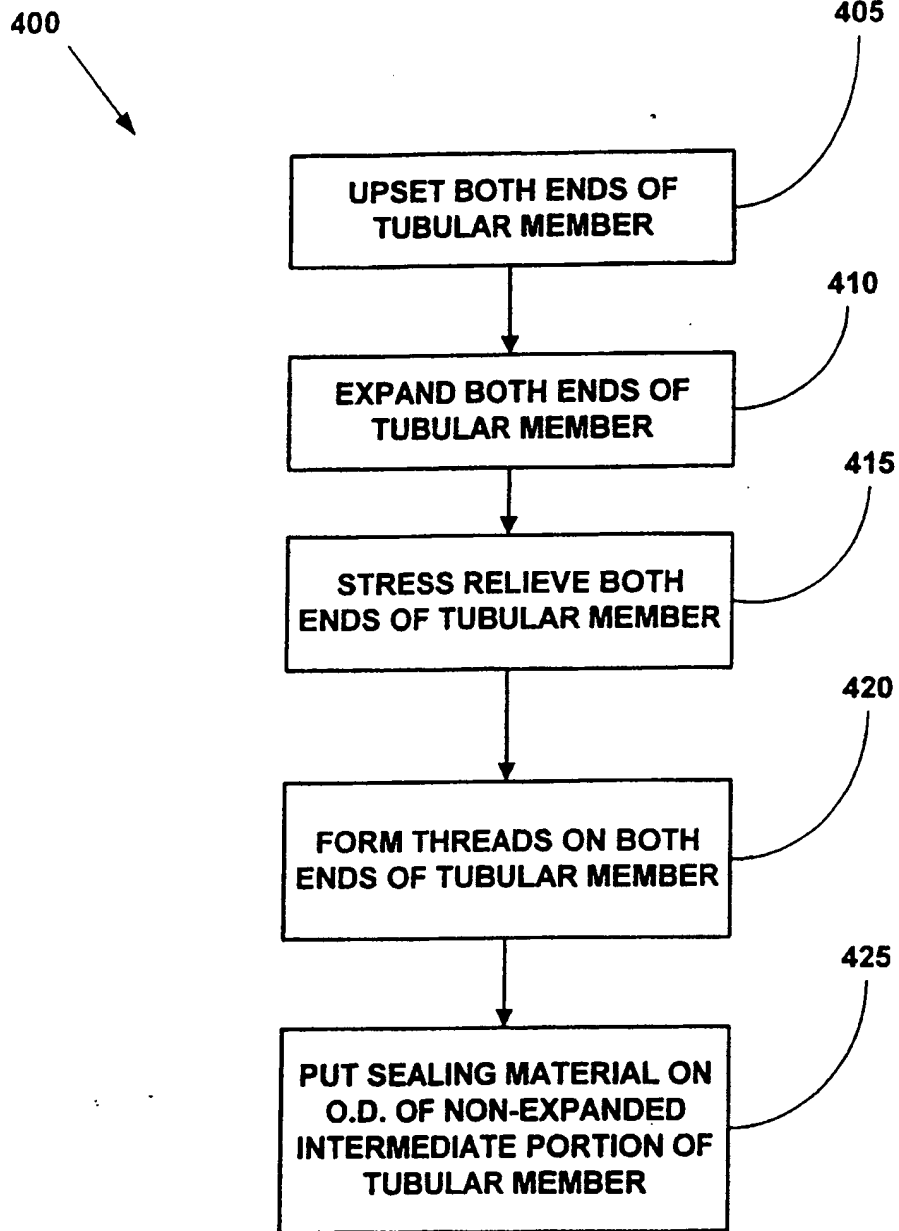 400
405
UPSET BOTH ENDS OF
TUBULAR MEMBER
410
EXPAND BOTH ENDS OF
TUBULAR MEMBER
415
STRESS RELIEVE BOTH
ENDS OF TUBULAR MEMBER
420
FORM THREADS ON BOTH
ENDS OF TUBULAR MEMBER
425
PUT SEALING MATERIAL ON
O.D. OF NON-EXPANDED
INTERMEDIATE PORTION OF
TUBULAR MEMBER